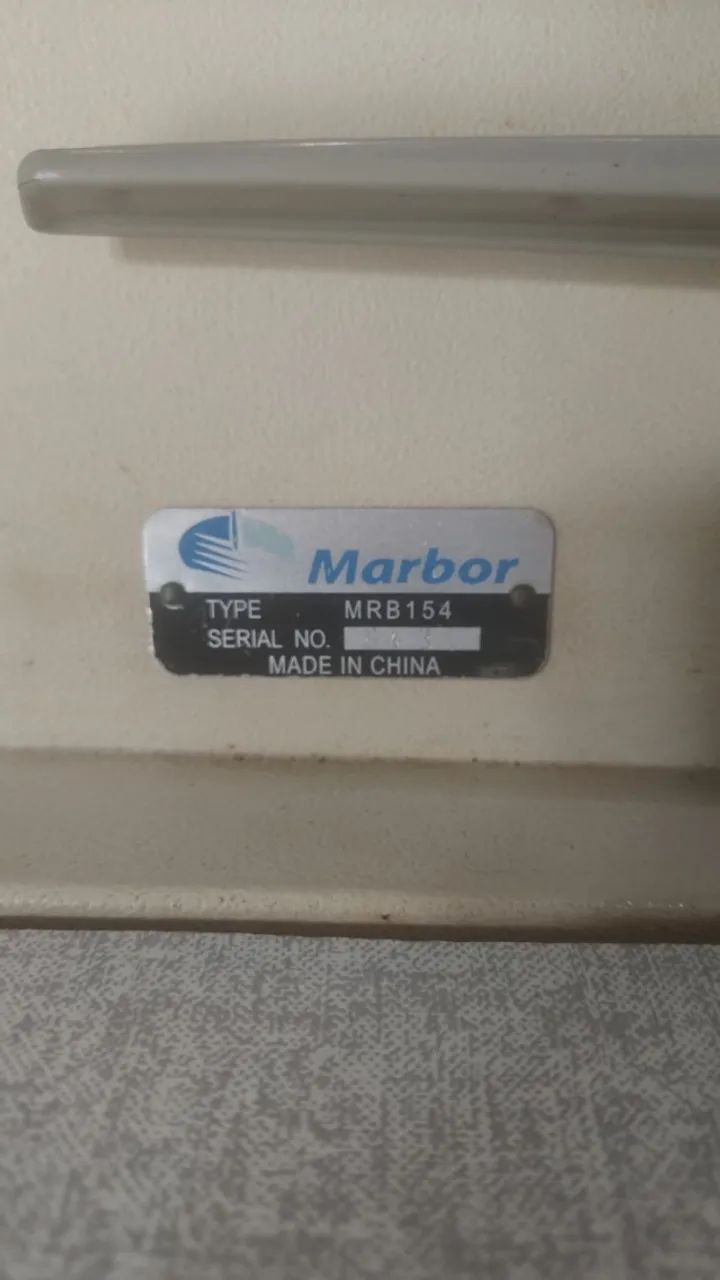 Marbor
TYPE MRB154
SERIAL NO.
MADE IN CHINA